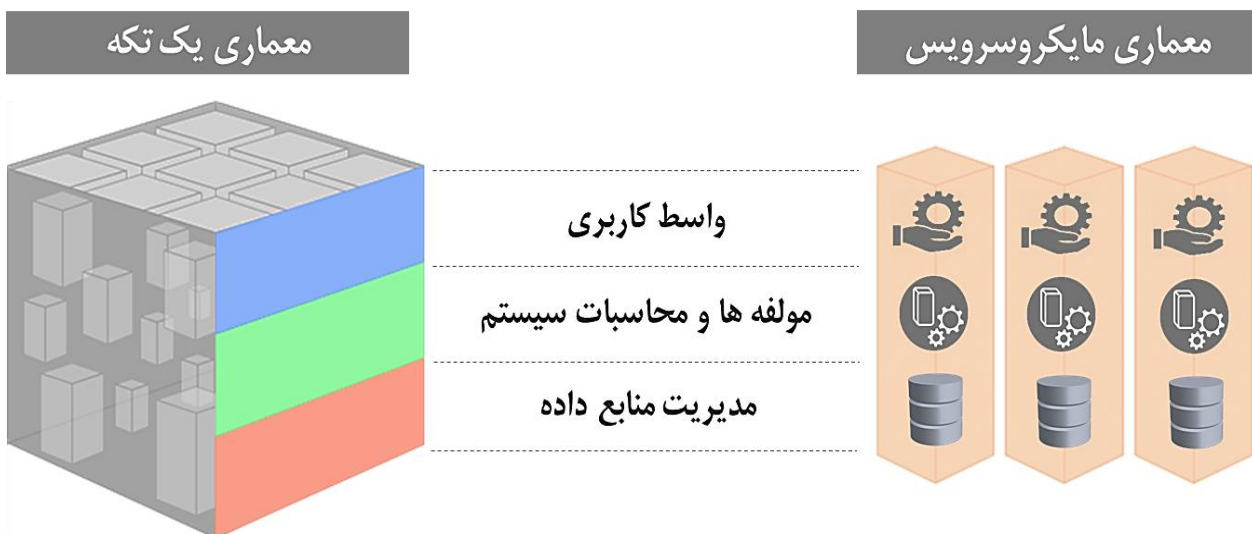 معماری مایکروسرویس
معماری یک تکه
واسط کاربری
مولفه ها و محاسبات سیستم
مدیریت منابع داده